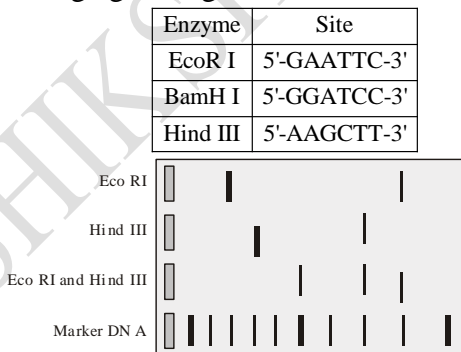 Enzyme Site
EcoR I 5'-GAATTC-3'
BamH I 5'-GGATCC-3'
Hind III 5'-AAGCTT-3'
Eco RI
Hind III
Eco RI and Hind III
Marker DN A